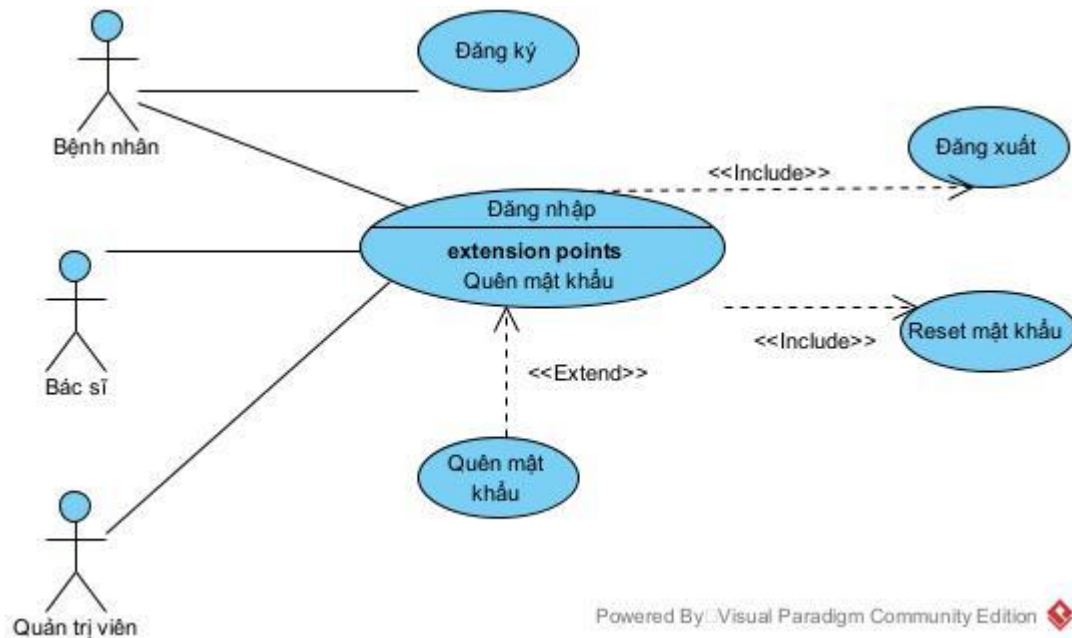 Đăng ký
Bệnh nhân
Đăng xuất
<<Include>>
Đăng nhập
extension points
Quên mật khẩu
Reset mật khẩu
<<Include>>
Bác sĩ
<<Extend>>
Quên mật
khẩu
Quản trị viên
Powered By Visual Paradigm Community Edition